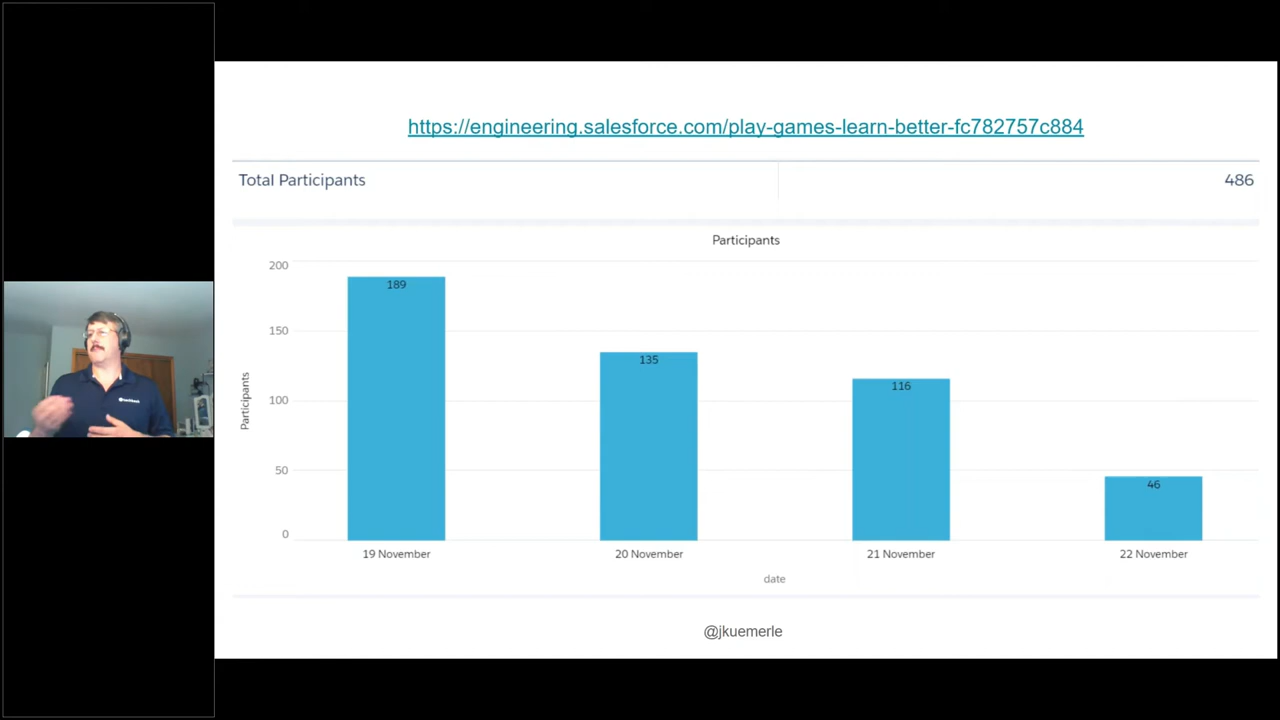 https://engineering.salesforce.com/play-games-learn-better-fc782757c884
Total Participants 486
Participants
200
150
100
50
0
Participants
189
135
116
46
19 November 20 November 21 November 22 November
date
@jkuemerle